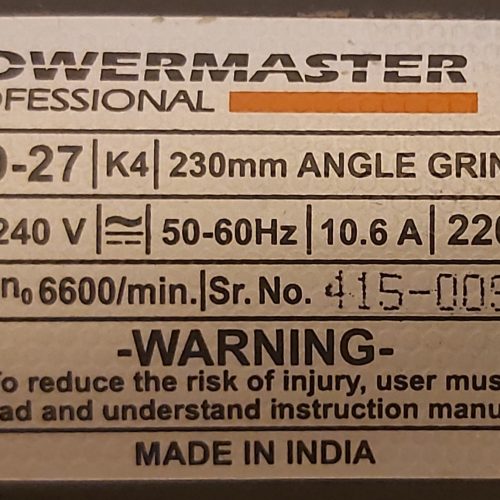 OWERMASTER
OFESSIONAL
-27 | K4 | 230mm ANGLE GRIN
240 V | ≅ | 50-60Hz | 10.6 A | 220
n₀ 6600/min. | Sr. No. 415-00
-WARNING-
To reduce the risk of injury, user mus
ad and understand instruction manu
MADE IN INDIA